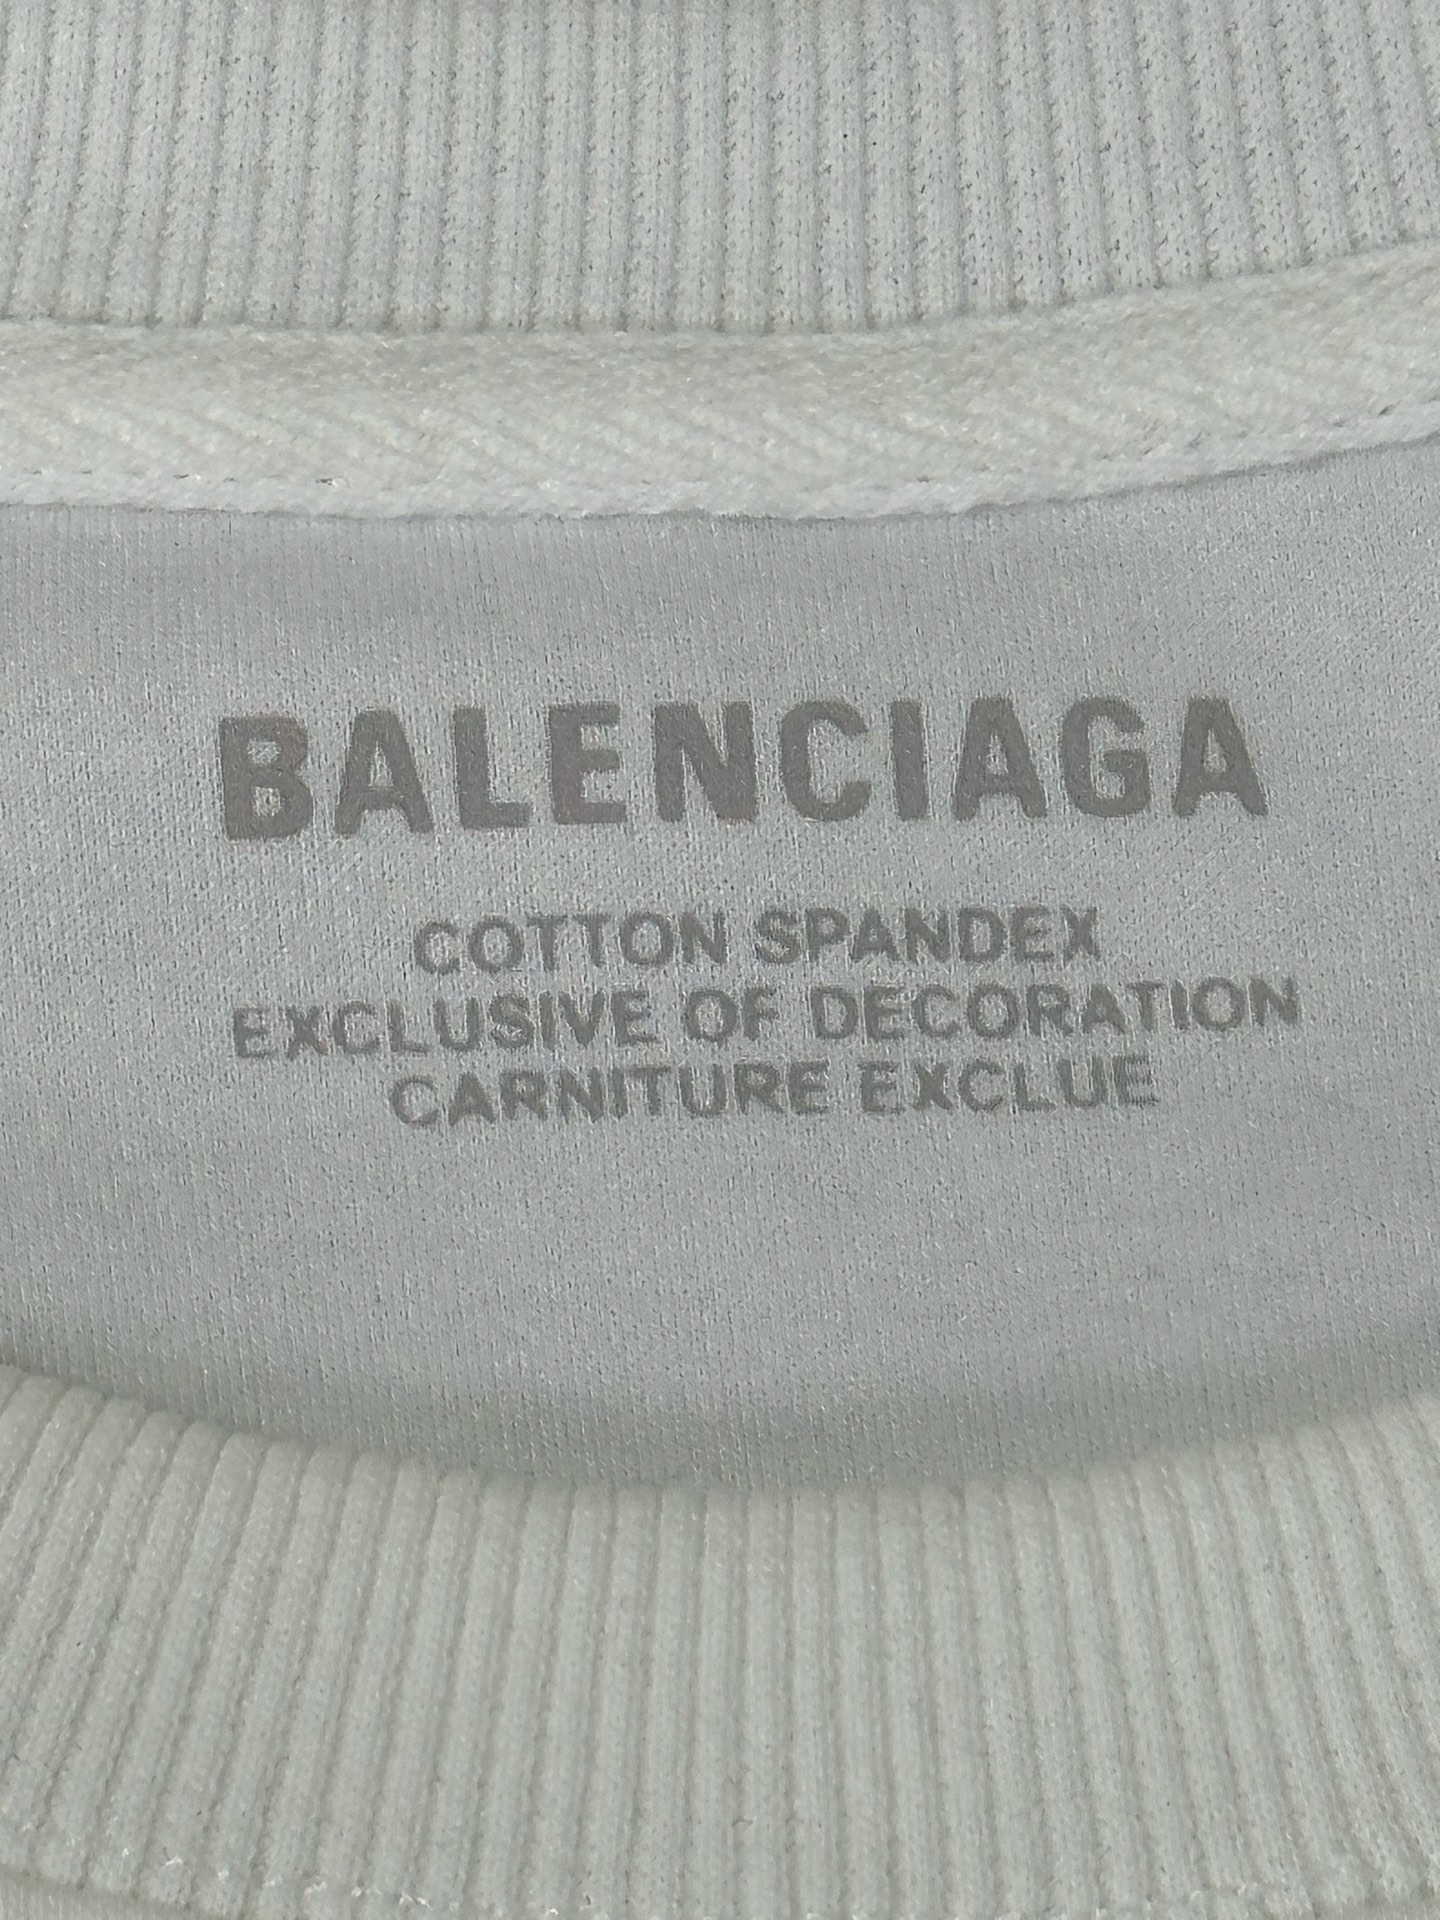 BALENCIAGA
COTTON SPANDEX
EXCLUSIVE OF DECORATION
CARNITURE EXCLUE